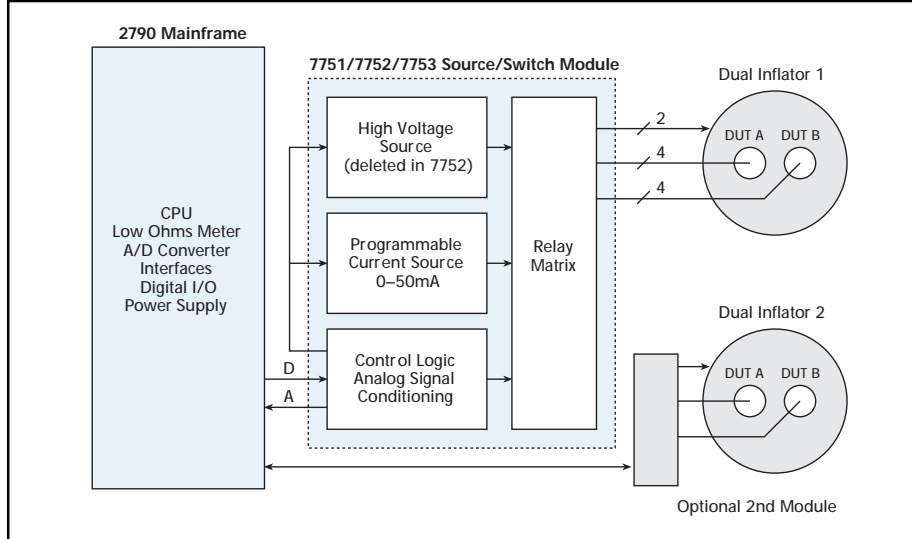 2790 Mainframe
7751/7752/7753 Source/Switch Module
CPU
Low Ohms Meter
A/D Converter
Interfaces
Digital I/O
Power Supply
High Voltage
Source
(deleted in 7752)
Programmable
Current Source
0–50mA
Control Logic
Analog Signal
Conditioning
D
A
Relay
Matrix
2
4
4
Dual Inflator 1
DUT A DUT B
Dual Inflator 2
DUT A DUT B
Optional 2nd Module